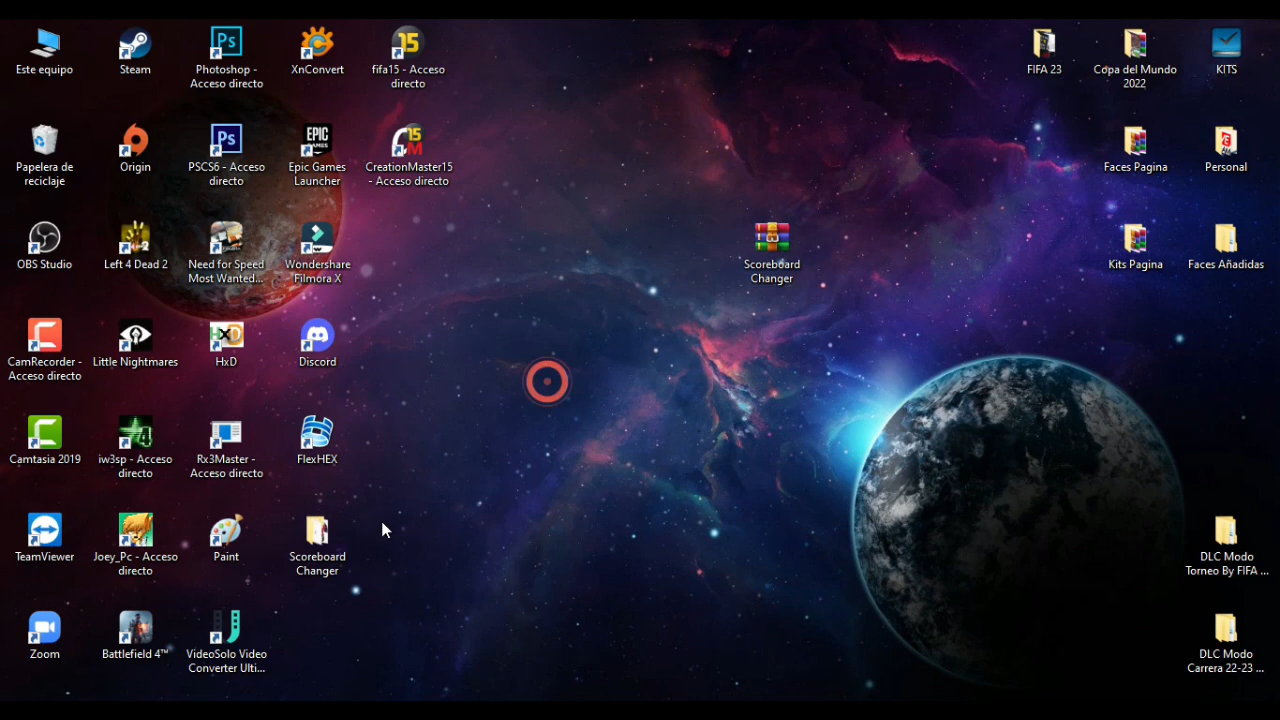 Este equipo
Steam
Photoshop -
Acceso directo
XnConvert
fifa15 - Acceso
directo
FIFA 23
Copa del Mundo
2022
KITS
Papelera de
reciclaje
Origin
PSCS6 - Acceso
directo
Epic Games
Launcher
CreationMaster15
- Acceso directo
Faces Pagina
Personal
OBS Studio
Left 4 Dead 2
Need for Speed
Most Wanted...
Wondershare
Filmora X
Scoreboard
Changer
Kits Pagina
Faces Añadidas
CamRecorder -
Acceso directo
Little Nightmares
HxD
Discord
Camtasia 2019
iw3sp - Acceso
directo
Rx3Master -
Acceso directo
FlexHEX
TeamViewer
Joey_Pc - Acceso
directo
Paint
Scoreboard
Changer
DLC Modo
Torneo By FIFA ...
Zoom
Battlefield 4™
VideoSolo Video
Converter Ulti...
DLC Modo
Carrera 22-23 ...